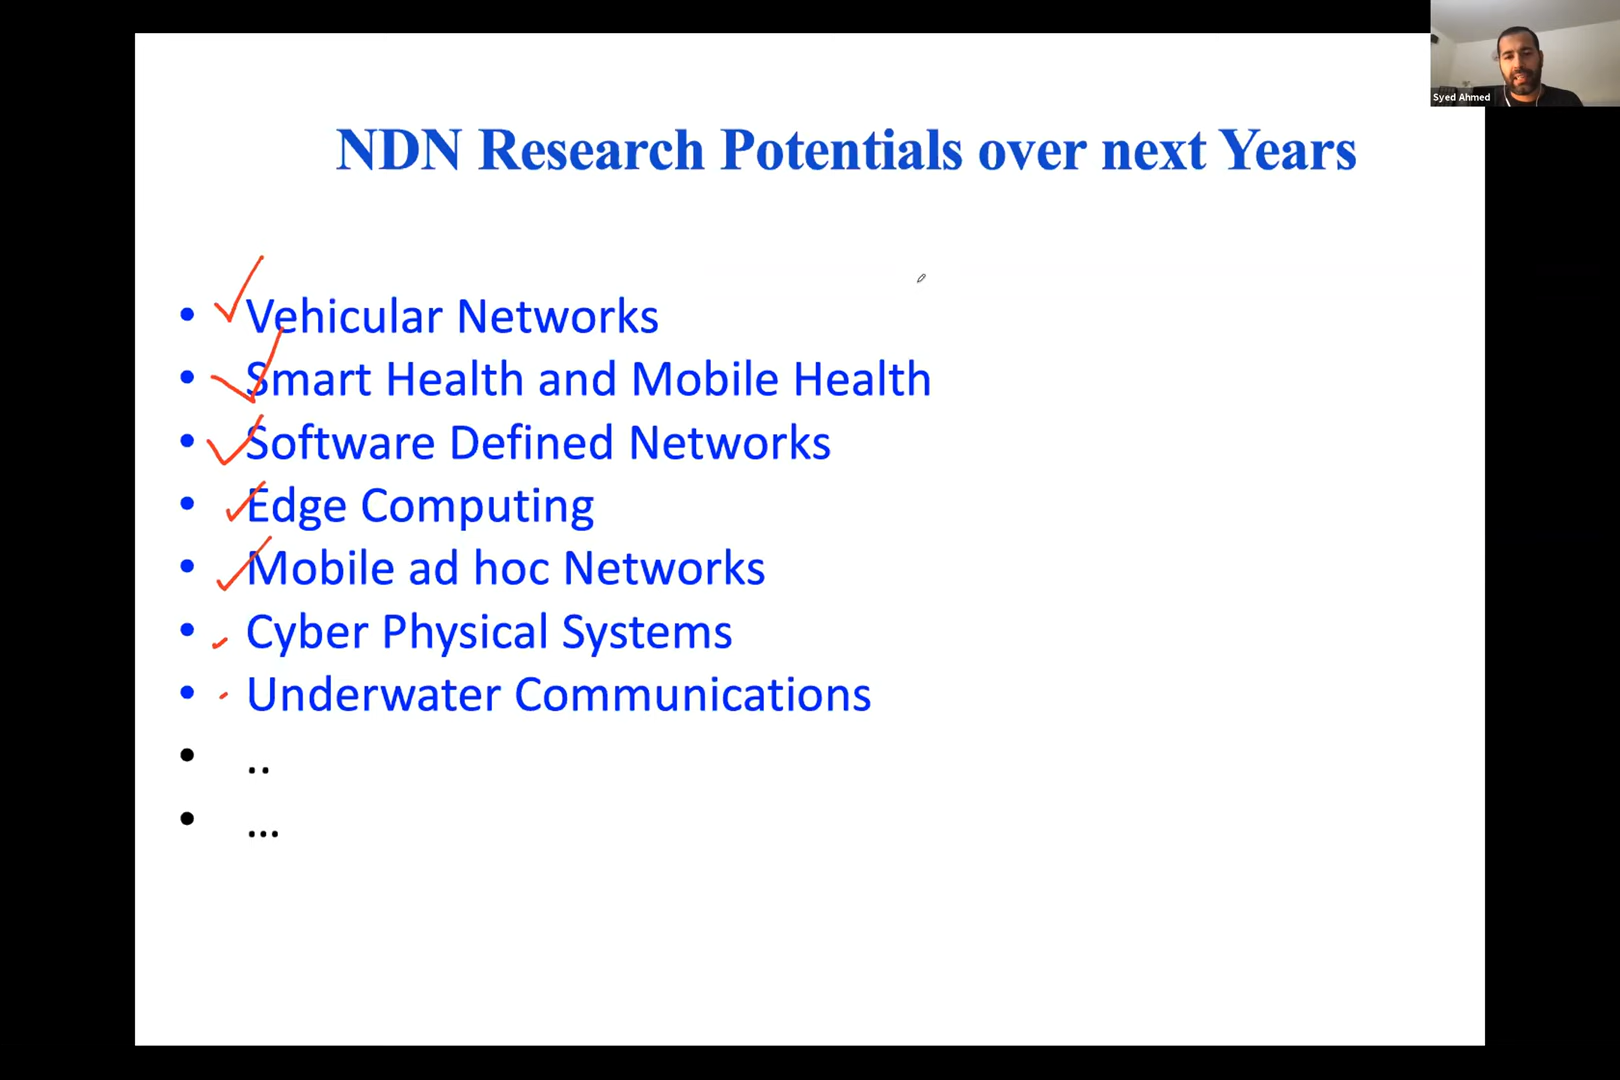 Syed Ahmed
NDN Research Potentials over next Years
• Vehicular Networks
• Smart Health and Mobile Health
• Software Defined Networks
• Edge Computing
• Mobile ad hoc Networks
• Cyber Physical Systems
• Underwater Communications
• ..
• ...